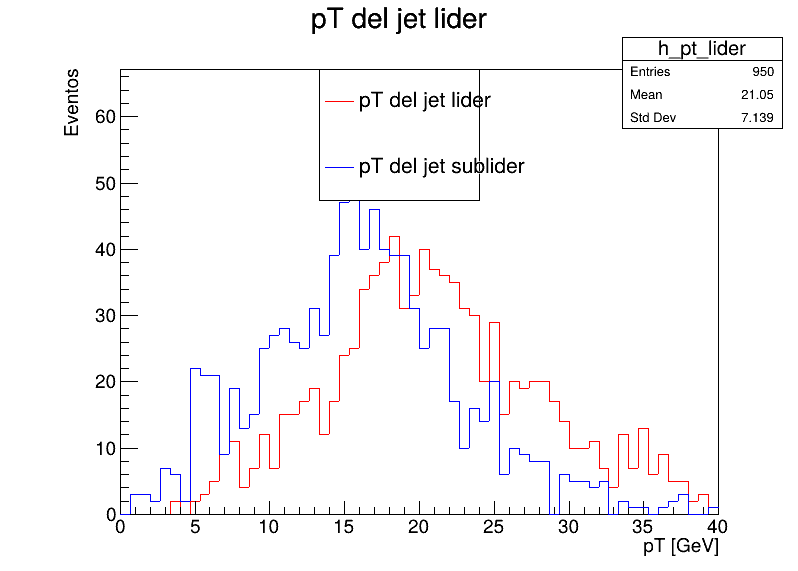 pT del jet lider
h_pt_lider
Entries 950
Mean 21.05
Std Dev 7.139
Eventos
pT del jet lider
pT del jet sublider
60
50
40
30
20
10
0
0 5 10 15 20 25 30 35 40
pT [GeV]